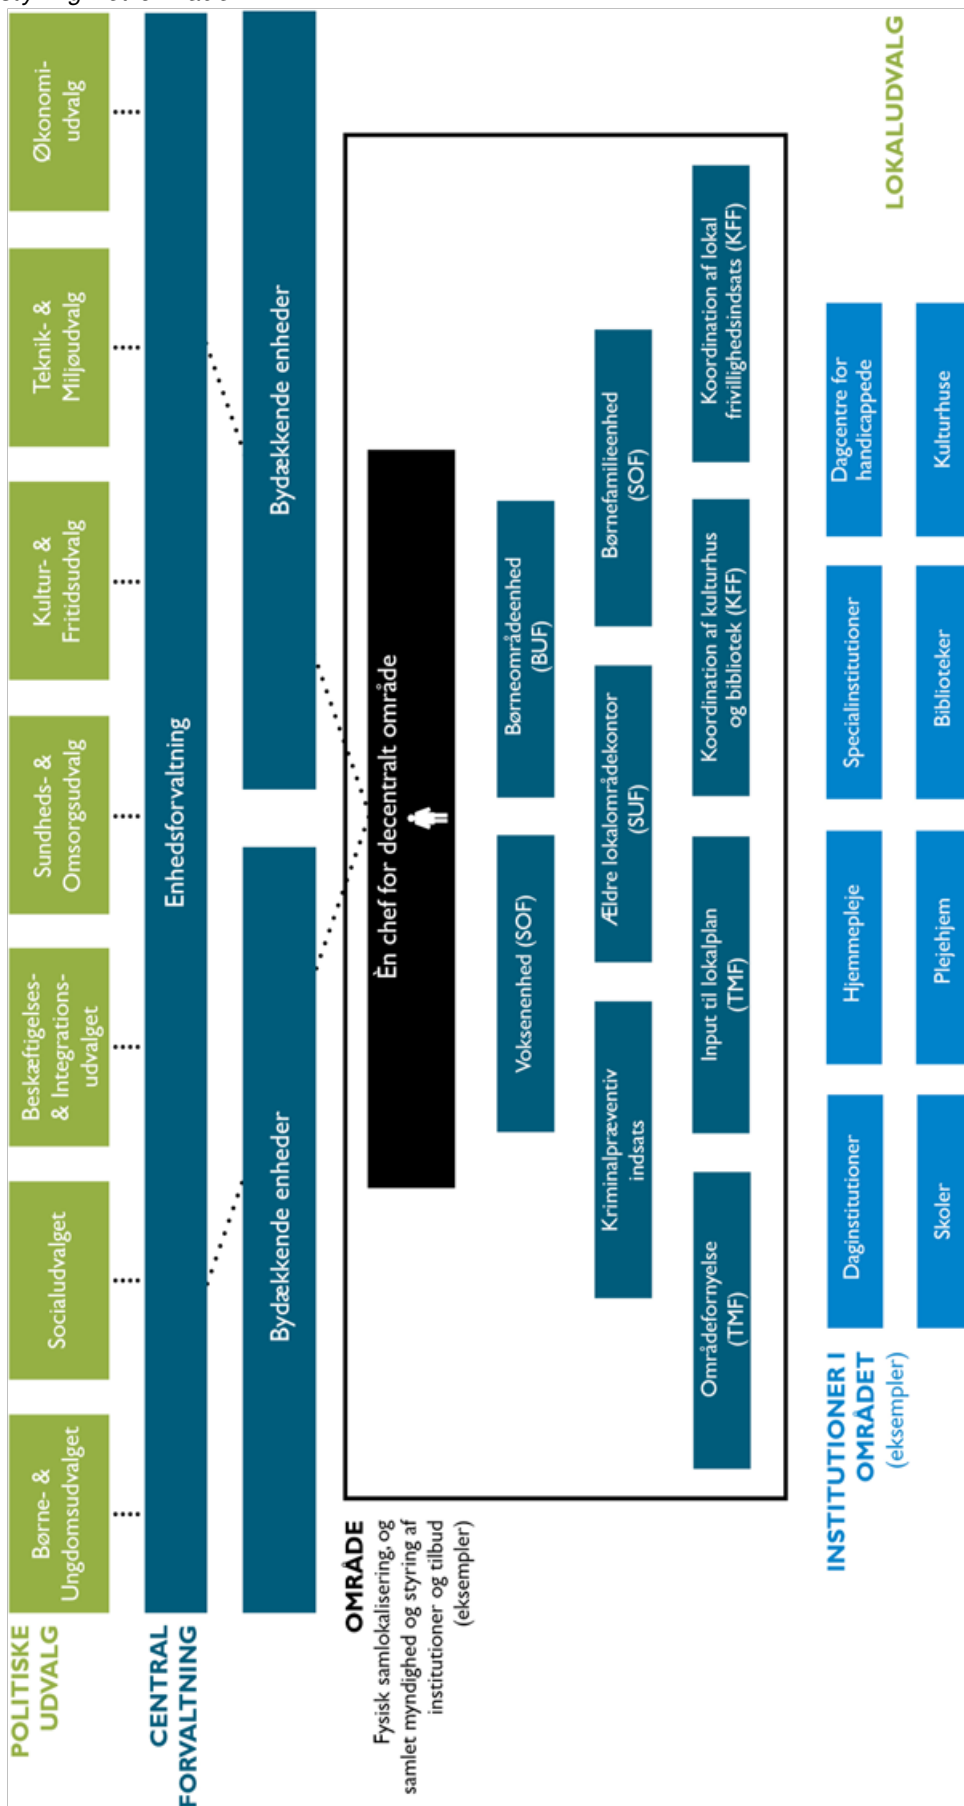 POLITISKE
UDVALG
Børne- &
Ungdomsudvalget
Socialudvalget
Beskæftigelses-
& Integrations-
udvalget
Sundheds- &
Omsorgsudvalg
Kultur- &
Fritidsudvalg
Teknik- &
Miljøudvalg
Økonomi-
udvalg
CENTRAL
FORVALTNING
Enhedsforvaltning
Bydækkende enheder
Bydækkende enheder
OMRÅDE
Fysisk samlokalisering, og
samlet myndighed og styring af
institutioner og tilbud
(eksempler)
Èn chef for decentralt område
Voksenenhed (SOF)
Børneområdeenhed
(BUF)
Kriminalpræventiv
indsats
Ældre lokalområdekontor
(SUF)
Børnefamilieenhed
(SOF)
Områdefornyelse
(TMF)
Input til lokalplan
(TMF)
Koordination af kulturhus
og bibliotek (KFF)
Koordination af lokal
frivillighedsindsats (KFF)
INSTITUTIONER I
OMRÅDET
(eksempler)
Daginstitutioner
Hjemmepleje
Specialinstitutioner
Dagcentre for
handicappede
Skoler
Plejehjem
Biblioteker
Kulturhuse
LOKALUDVALG